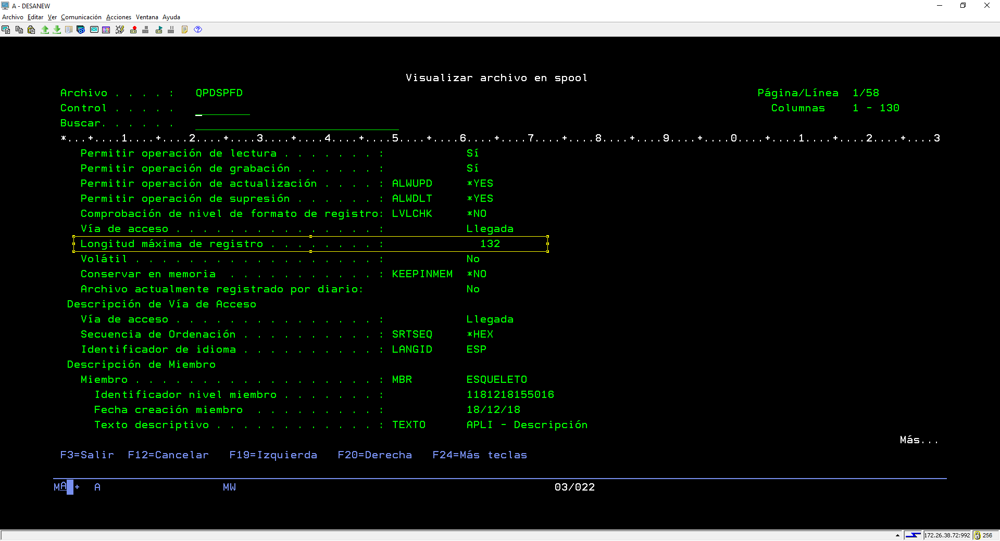 A - DESANEW
Archivo Editar Ver Comunicación Acciones Ventana Ayuda
Visualizar archivo en spool
Archivo . . . . : QPDSPFD Página/Línea 1/58
Control . . . . . Columnas 1 - 130
Buscar. . . . . .
*...+....1....+....2....+....3....+....4....+....5....+....6....+....7....+....8....+....9....+....0....+....1....+....2....+....3
Permitir operación de lectura . . . . . . . : Sí
Permitir operación de grabación . . . . . . : Sí
Permitir operación de actualización . . . . : ALWUPD *YES
Permitir operación de supresión . . . . . . : ALWDLT *YES
Comprobación de nivel de formato de registro: LVLCHK *NO
Vía de acceso . . . . . . . . . . . . . . . : Llegada
Longitud máxima de registro . . . . . . . . : 132
Volátil . . . . . . . . . . . . . . . . . . : No
Conservar en memoria . . . . . . . . . . . : KEEPINMEM *NO
Archivo actualmente registrado por diario: No
Descripción de Vía de Acceso
Vía de acceso . . . . . . . . . . . . . . . : Llegada
Secuencia de Ordenación . . . . . . . . . . : SRTSEQ *HEX
Identificador de idioma . . . . . . . . . . : LANGID ESP
Descripción de Miembro
Miembro . . . . . . . . . . . . . . . . . . : MBR ESQUELETO
Identificador nivel miembro . . . . . . . : 1181218155016
Fecha creación miembro . . . . . . . . . : 18/12/18
Texto descriptivo . . . . . . . . . . . . : TEXTO APLI - Descripción
Más...
F3=Salir F12=Cancelar F19=Izquierda F20=Derecha F24=Más teclas
MA + A MW 03/022
172.26.38.72:992 256